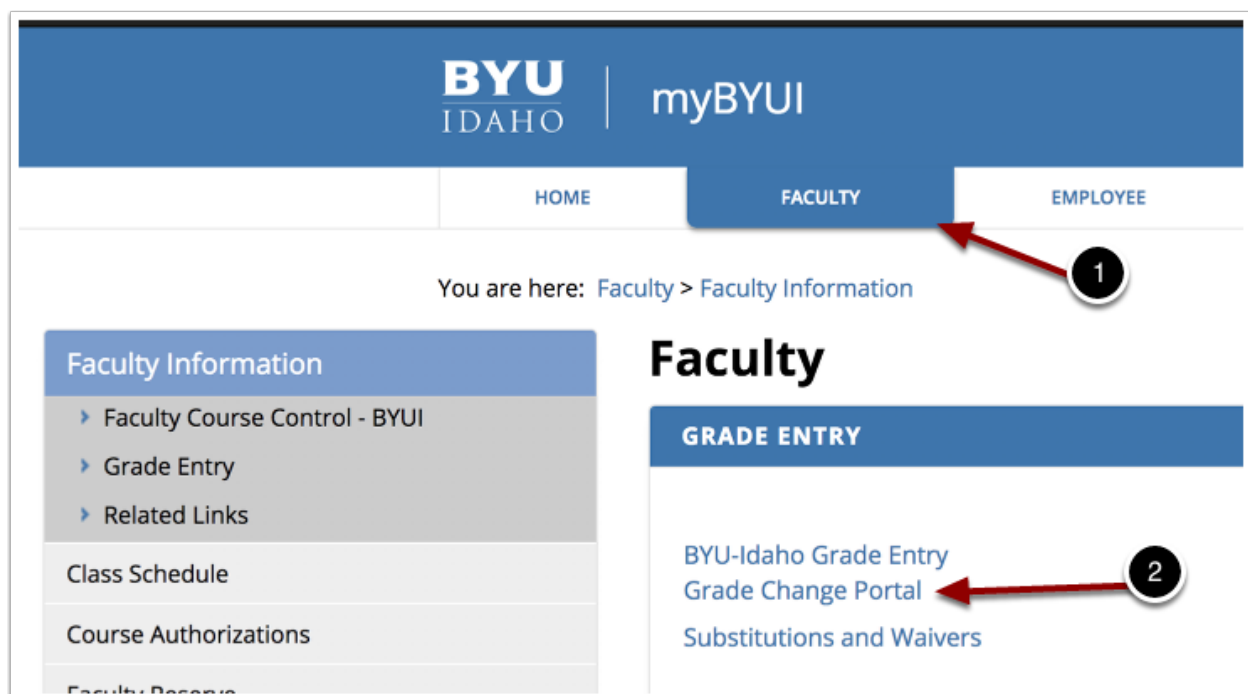 BYU
IDAHO
myBYUI
HOME
FACULTY
EMPLOYEE
1
You are here: Faculty > Faculty Information
Faculty Information
Faculty Course Control - BYUI
Grade Entry
Related Links
Class Schedule
Course Authorizations
Faculty Reserve
Faculty
GRADE ENTRY
BYU-Idaho Grade Entry
Grade Change Portal
2
Substitutions and Waivers